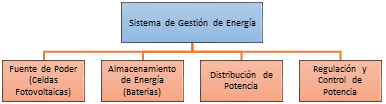 Sistema de Gestión de Energía
Fuente de Poder
(Celdas
Fotovoltaicas)
Almacenamiento
de Energía
(Baterias)
Distribución de
Potencia
Regulación y
Control de
Potencia